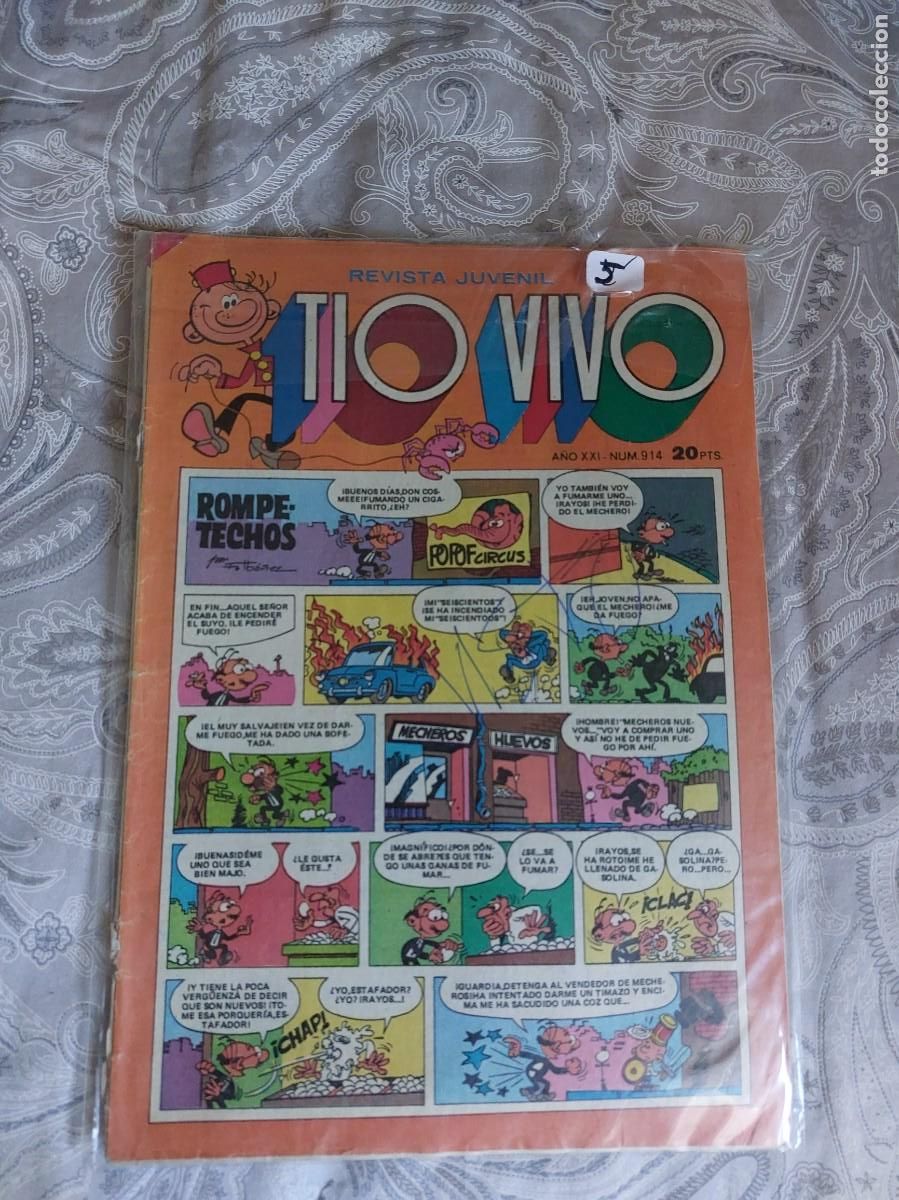 todocoleccion
REVISTA JUVENIL
TIO VIVO
AÑO XXI - NUM. 914 20 PTS.
ROMPE-
TECHOS
¡BUENOS DÍAS, DON COS-
MEEE!FUMANDO UN CIGA-
RRITO, ¿EH?
POPOF CIRCUS
YO TAMBIÉN VOY
A FUMARME UNO...
¡RAYOS! ¡HE PERDI-
DO EL MECHERO!
EN FIN... AQUEL SEÑOR
ACABA DE ENCENDER
EL SUYO, ¡LE PEDIRÉ
FUEGO!
¡MI "SEISCIENTOS"!
¡SE HA INCENDIADO
MI "SEISCIENTOOS"!
¡EH, JOVEN, NO APA-
QUE EL MECHERO!¿ME
DA FUEGO?
¡EL MUY SALVAJE!EN VEZ DE DAR-
ME FUEGO, ME HA DADO UNA BOFE-
TADA.
MECHEROS
HUEVOS
¡HOMBRE! "MECHEROS NUE-
VOS..." VOY A COMPRAR UNO
Y ASÍ NO HE DE PEDIR FUE-
GO POR AHÍ.
¡BUENAS!DÉME
UNO QUE SEA
BIEN MAJO.
¿LE GUSTA
ESTE...?
¡MAGNÍFICO!¿POR DÓN-
DE SE ABRE?ES QUE TEN-
GO UNAS GANAS DE FU-
MAR...
¿SE...SE
LO VA A
FUMAR?
¡RAYOS, SE
HA ROTO!ME HE
LLENADO DE GA-
SOLINA.
¿GA...GA-
SOLINA?PE-
RO...PERO...
¡CLAC!
¡Y TIENE LA POCA
VERGÜENZA DE DECIR
QUE SON NUEVOS! ¡TO-
ME ESA PORQUERÍA, ES-
TAFADOR!
¿YO, ESTAFADOR?
¿YO? ¡RAYOS...!
¡CHAP!
¡GUARDIA, DETENGA AL VENDEDOR DE MECHE-
ROS!HA INTENTADO DARME UN TIMAZO Y ENCI-
MA ME HA SACUDIDO UNA COZ QUE...